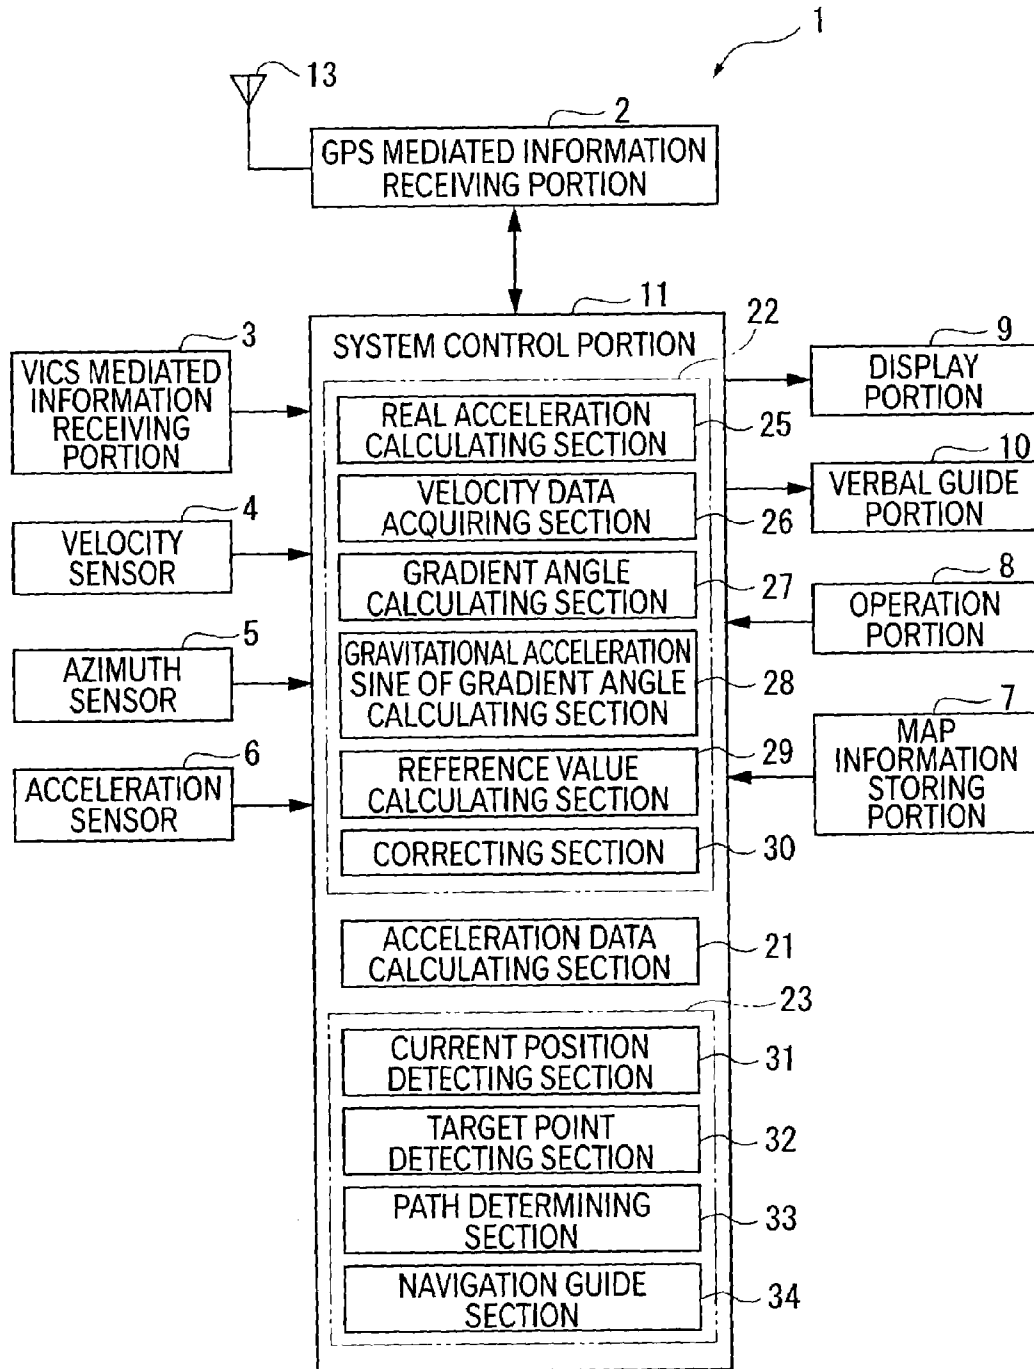 1
13
2
GPS MEDIATED INFORMATION
RECEIVING PORTION
11
SYSTEM CONTROL PORTION
22
3
VICS MEDIATED
INFORMATION
RECEIVING
PORTION
4
VELOCITY
SENSOR
5
AZIMUTH
SENSOR
6
ACCELERATION
SENSOR
REAL ACCELERATION
CALCULATING SECTION
25
VELOCITY DATA
ACQUIRING SECTION
26
GRADIENT ANGLE
CALCULATING SECTION
27
GRAVITATIONAL ACCELERATION
SINE OF GRADIENT ANGLE
CALCULATING SECTION
28
REFERENCE VALUE
CALCULATING SECTION
29
CORRECTING SECTION
30
ACCELERATION DATA
CALCULATING SECTION
21
23
CURRENT POSITION
DETECTING SECTION
31
TARGET POINT
DETECTING SECTION
32
PATH DETERMINING
SECTION
33
NAVIGATION GUIDE
SECTION
34
9
DISPLAY
PORTION
10
VERBAL GUIDE
PORTION
8
OPERATION
PORTION
7
MAP
INFORMATION
STORING
PORTION